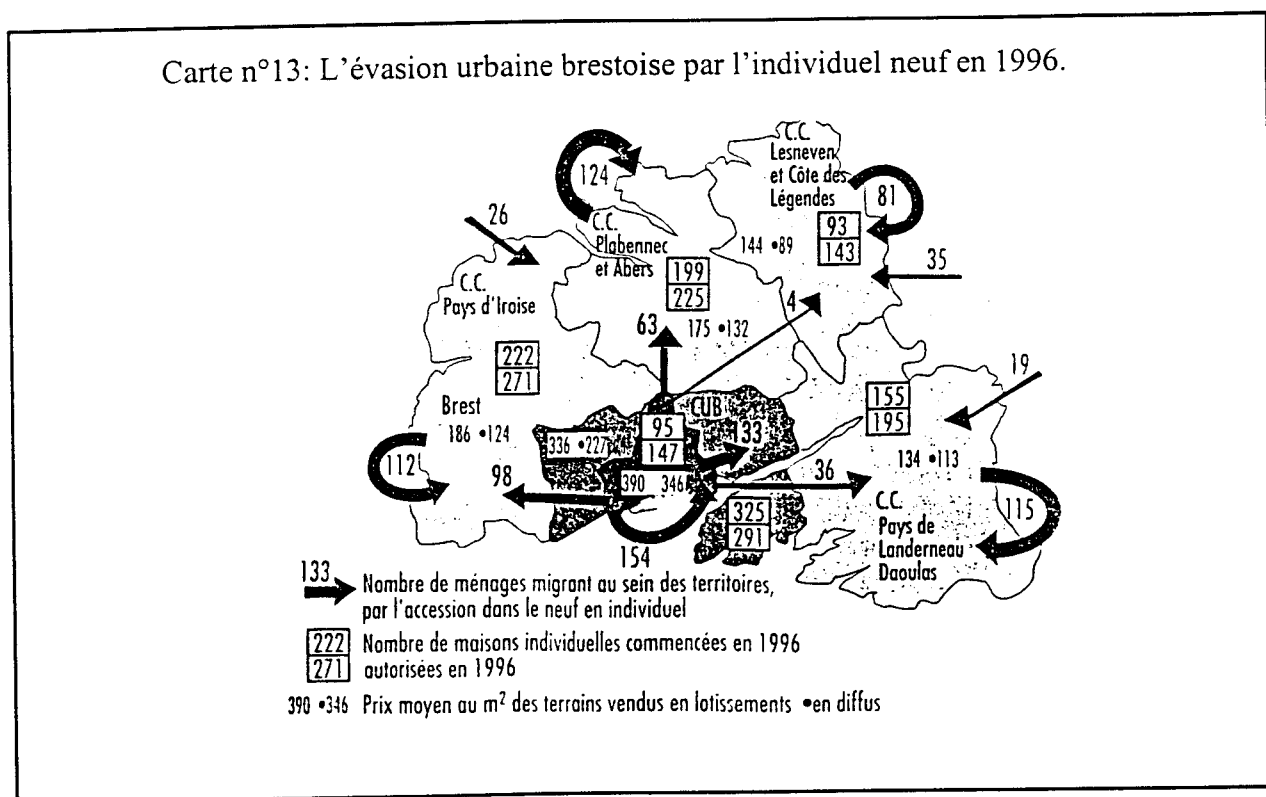 Carte n°13: L'évasion urbaine brestoise par l'individuel neuf en 1996.
C.C.
Lesneven
et Côte des
Légendes
124
81
26
C.C.
Plabennec
et Abers
93
143
144 •89
35
C.C.
Pays d'Iroise
199
225
4
63
175 •132
222
271
19
155
195
Brest
186 •124
CUB
95
147
133
336 •227
134 •113
112
98
390 346
36
C.C.
Pays de
Landerneau
Daoulas
115
325
291
154
133
Nombre de ménages migrant au sein des territoires,
par l'accession dans le neuf en individuel
222
Nombre de maisons individuelles commencées en 1996
271
autorisées en 1996
390 •346 Prix moyen au m² des terrains vendus en lotissements •en diffus